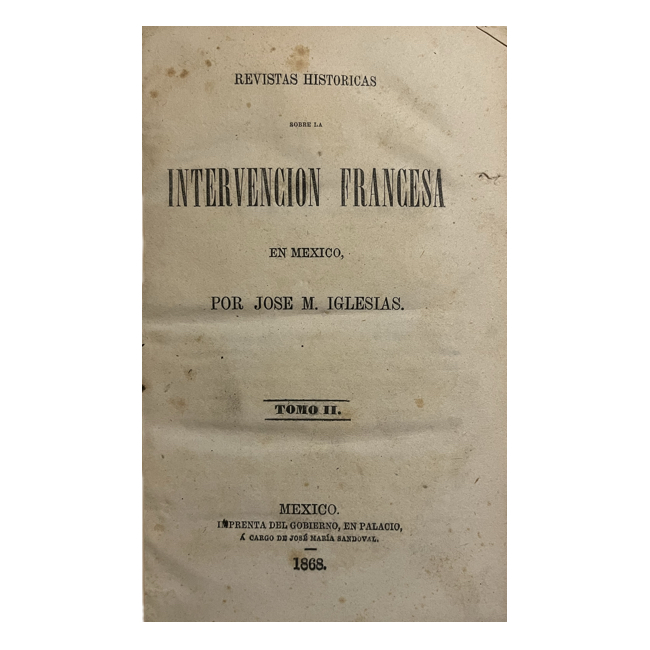 REVISTAS HISTORICAS
SOBRE LA
INTERVENCION FRANCESA
EN MEXICO,
POR JOSE M. IGLESIAS.
TOMO II.
MEXICO.
IMPRENTA DEL GOBIERNO, EN PALACIO,
Á CARGO DE JOSÉ MARÍA SANDOVAL.
1868.